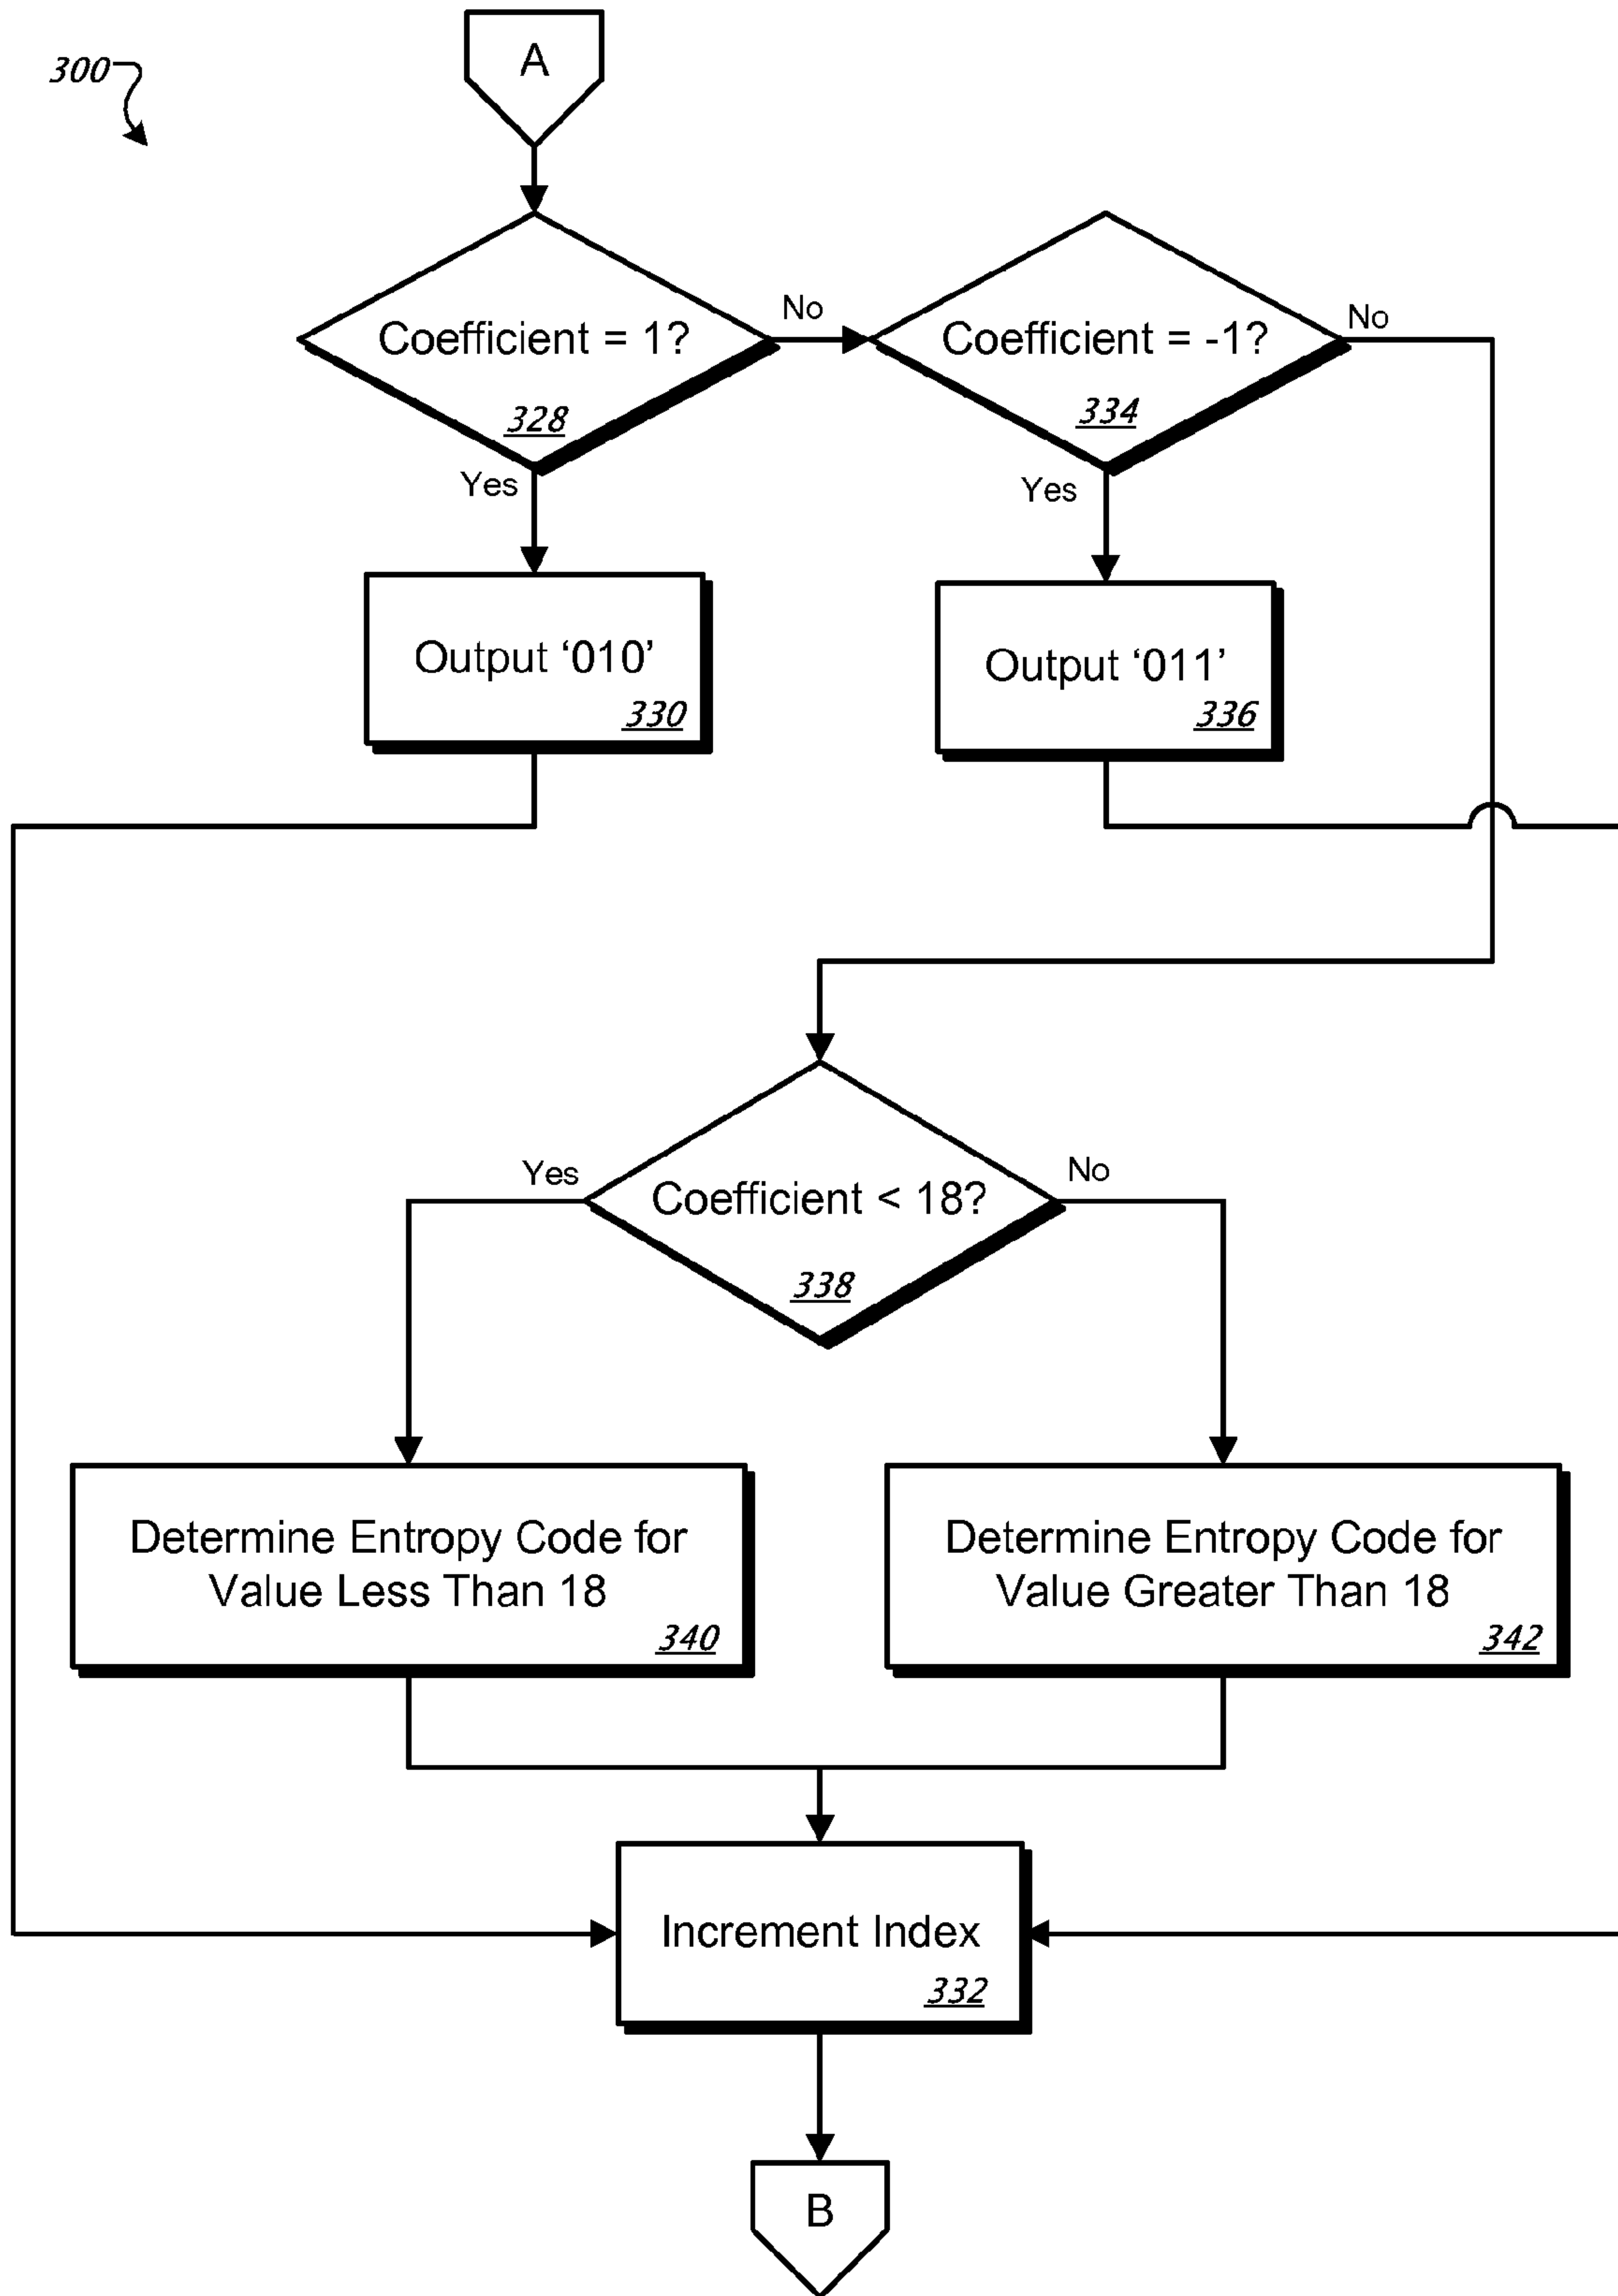 300
A
Coefficient = 1?
328
No
Coefficient = -1?
334
No
Yes
Yes
Output ‘010’
330
Output ‘011’
336
Coefficient < 18?
338
Yes
No
Determine Entropy Code for
Value Less Than 18
340
Determine Entropy Code for
Value Greater Than 18
342
Increment Index
332
B